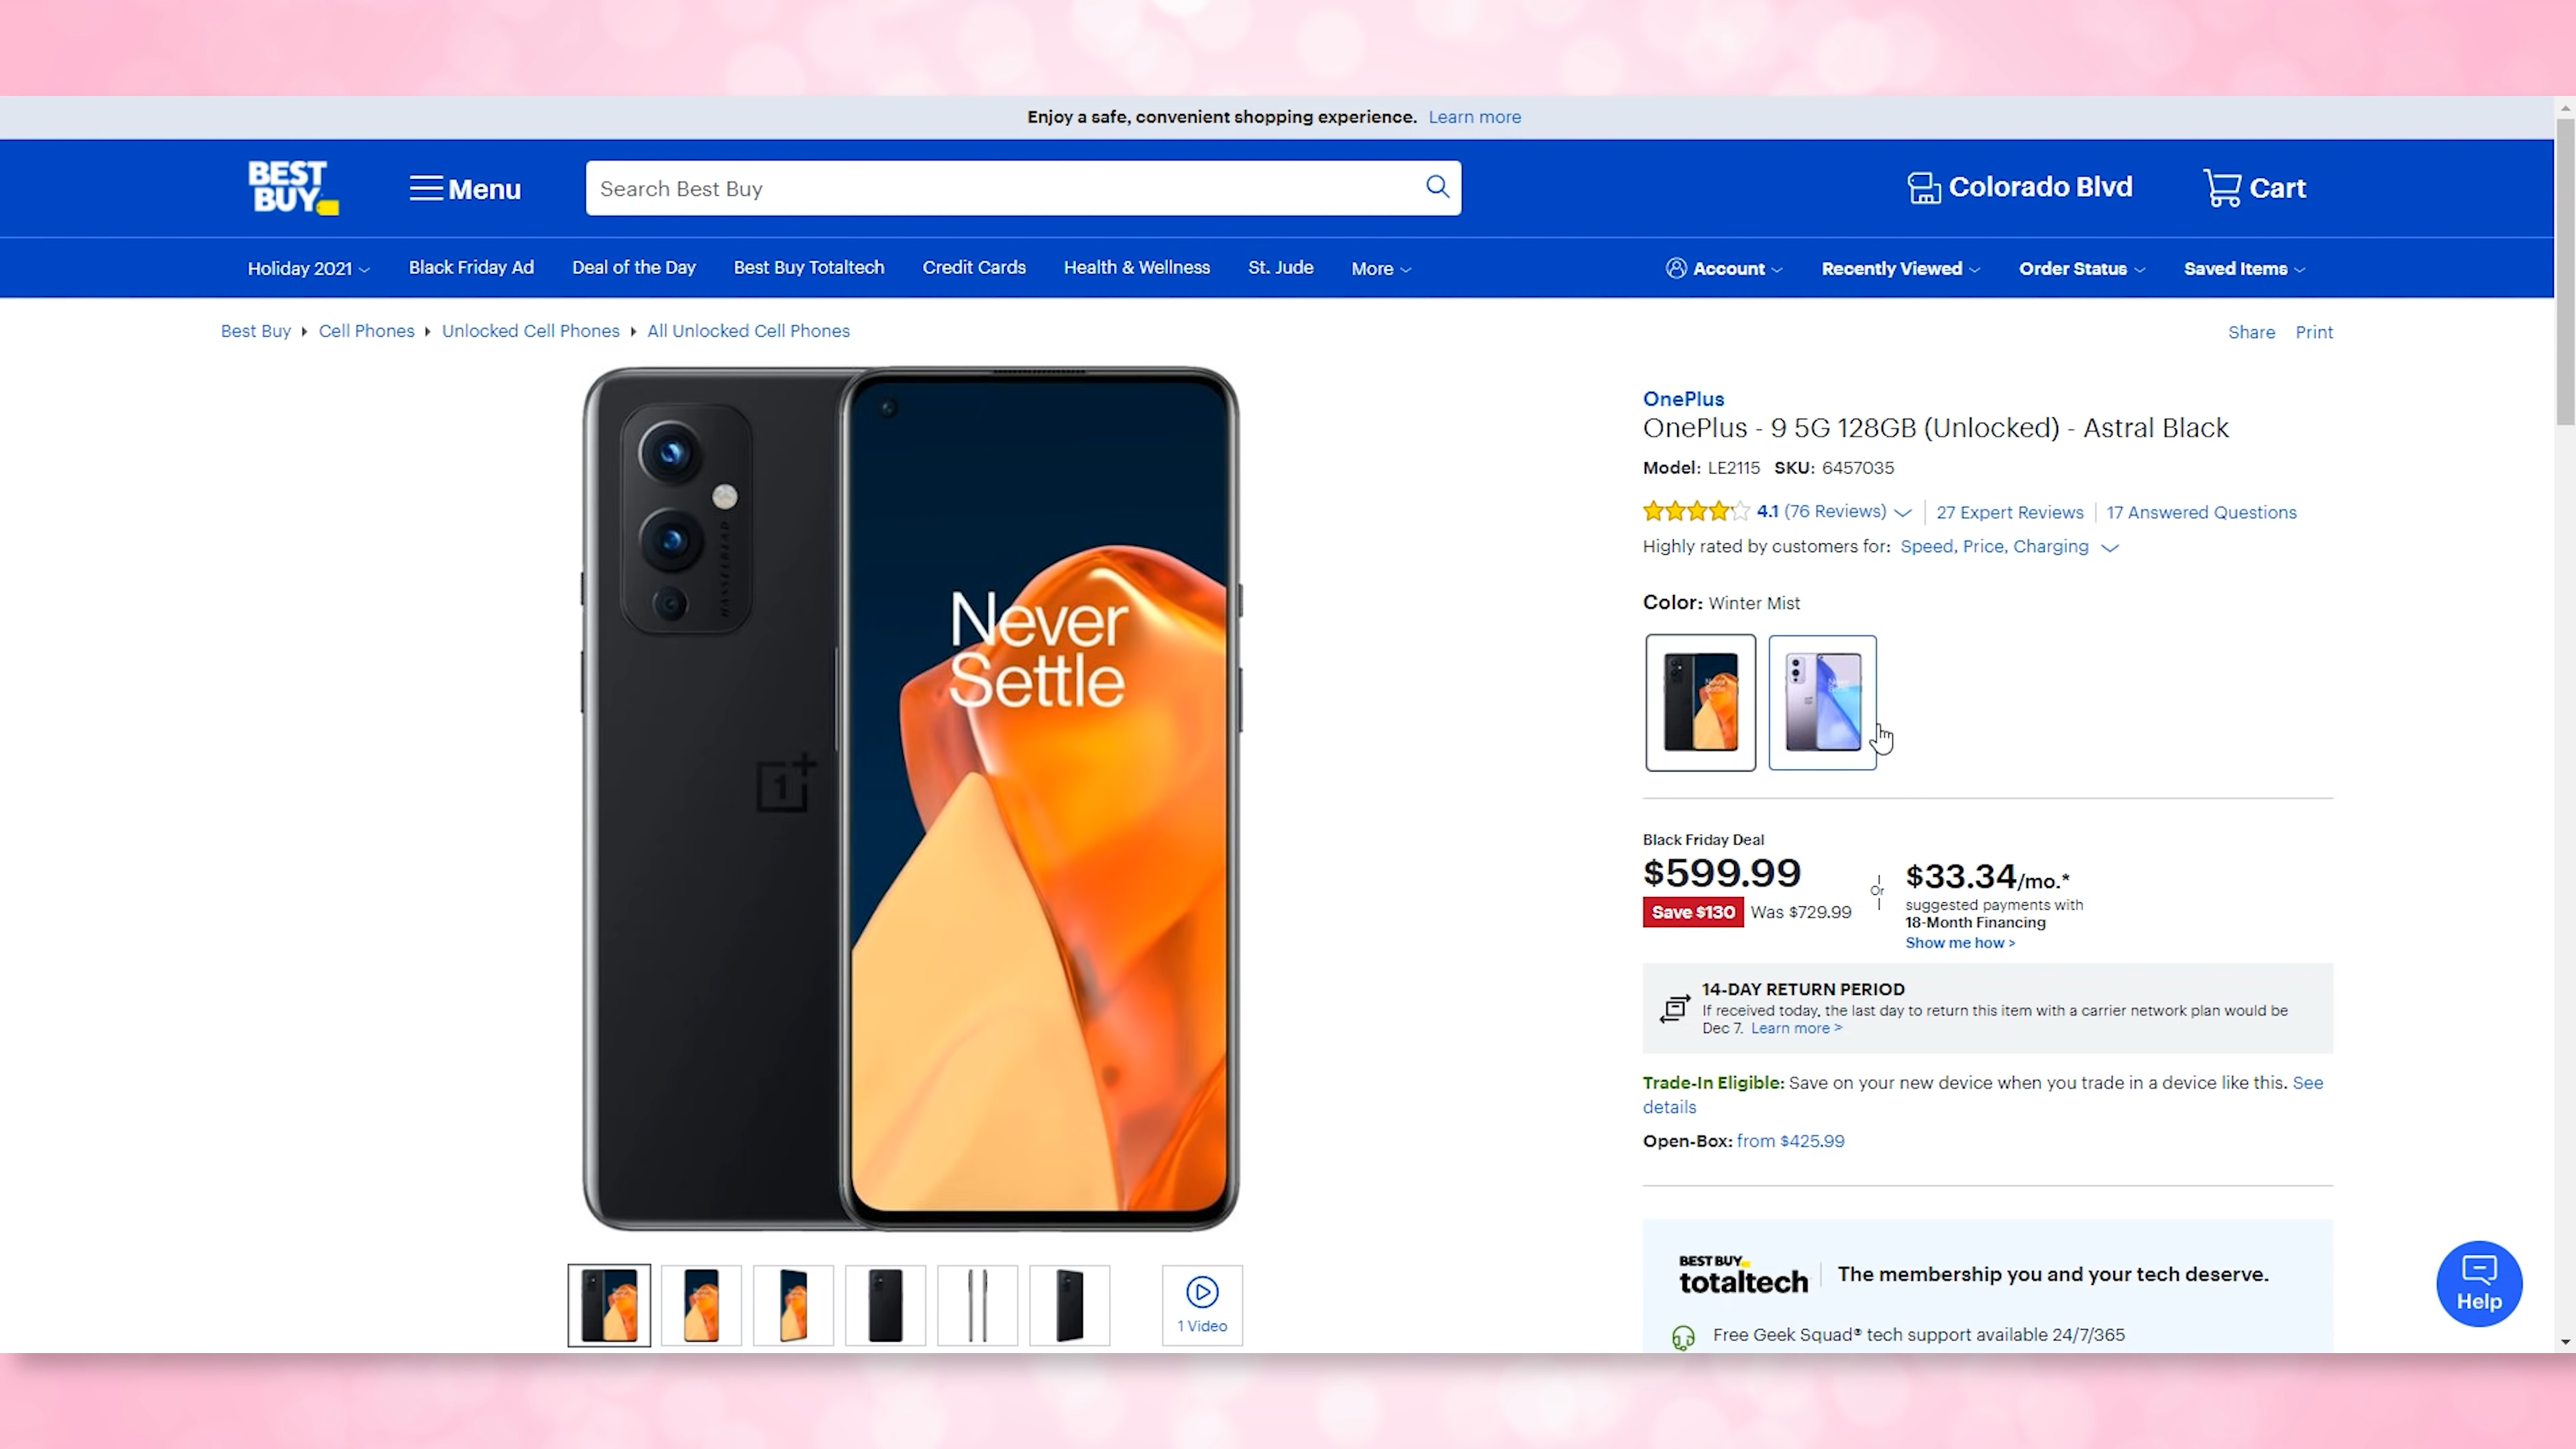 Enjoy a safe, convenient shopping experience. Learn more
BEST
BUY
Menu
Search Best Buy
Colorado Blvd
Cart
Holiday 2021
Black Friday Ad
Deal of the Day
Best Buy Totaltech
Credit Cards
Health & Wellness
St. Jude
More
Account
Recently Viewed
Order Status
Saved Items
Best Buy
Cell Phones
Unlocked Cell Phones
All Unlocked Cell Phones
Share
Print
HASSELBLAD
Never
Settle
OnePlus
OnePlus - 9 5G 128GB (Unlocked) - Astral Black
Model: LE2115 SKU: 6457035
4.1 (76 Reviews) 27 Expert Reviews 17 Answered Questions
Highly rated by customers for: Speed, Price, Charging
Color: Winter Mist
Black Friday Deal
$599.99
Save $130 Was $729.99
Or
$33.34/mo.*
suggested payments with
18-Month Financing
Show me how >
14-DAY RETURN PERIOD
If received today, the last day to return this item with a carrier network plan would be
Dec 7. Learn more >
Trade-In Eligible: Save on your new device when you trade in a device like this. See
details
Open-Box: from $425.99
BEST BUY
totaltech
The membership you and your tech deserve.
Free Geek Squad® tech support available 24/7/365
1 Video
Help